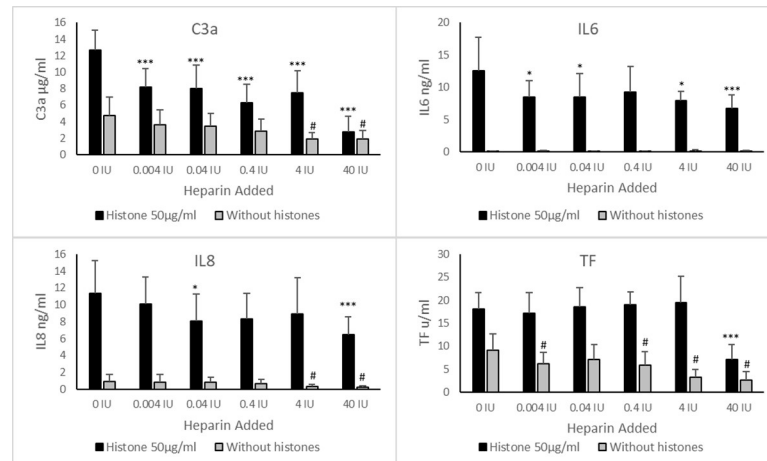 C3a
C3a µg/ml
16
14
12
10
8
6
4
2
0
***
***
***
***
***
#
#
0 IU 0.004 IU 0.04 IU 0.4 IU 4 IU 40 IU
Heparin Added
Histone 50µg/ml Without histones
IL6
IL6 ng/ml
20
15
10
5
0
*
*
*
***
0 IU 0.004 IU 0.04 IU 0.4 IU 4 IU 40 IU
Heparin Added
Histone 50µg/ml Without histones
IL8
IL8 ng/ml
16
14
12
10
8
6
4
2
0
*
***
#
#
0 IU 0.004 IU 0.04 IU 0.4 IU 4 IU 40 IU
Heparin Added
Histone 50µg/ml Without histones
TF
TF u/ml
30
25
20
15
10
5
0
#
#
#
***
#
0 IU 0.004 IU 0.04 IU 0.4 IU 4 IU 40 IU
Heparin Added
Histone 50µg/ml Without histones